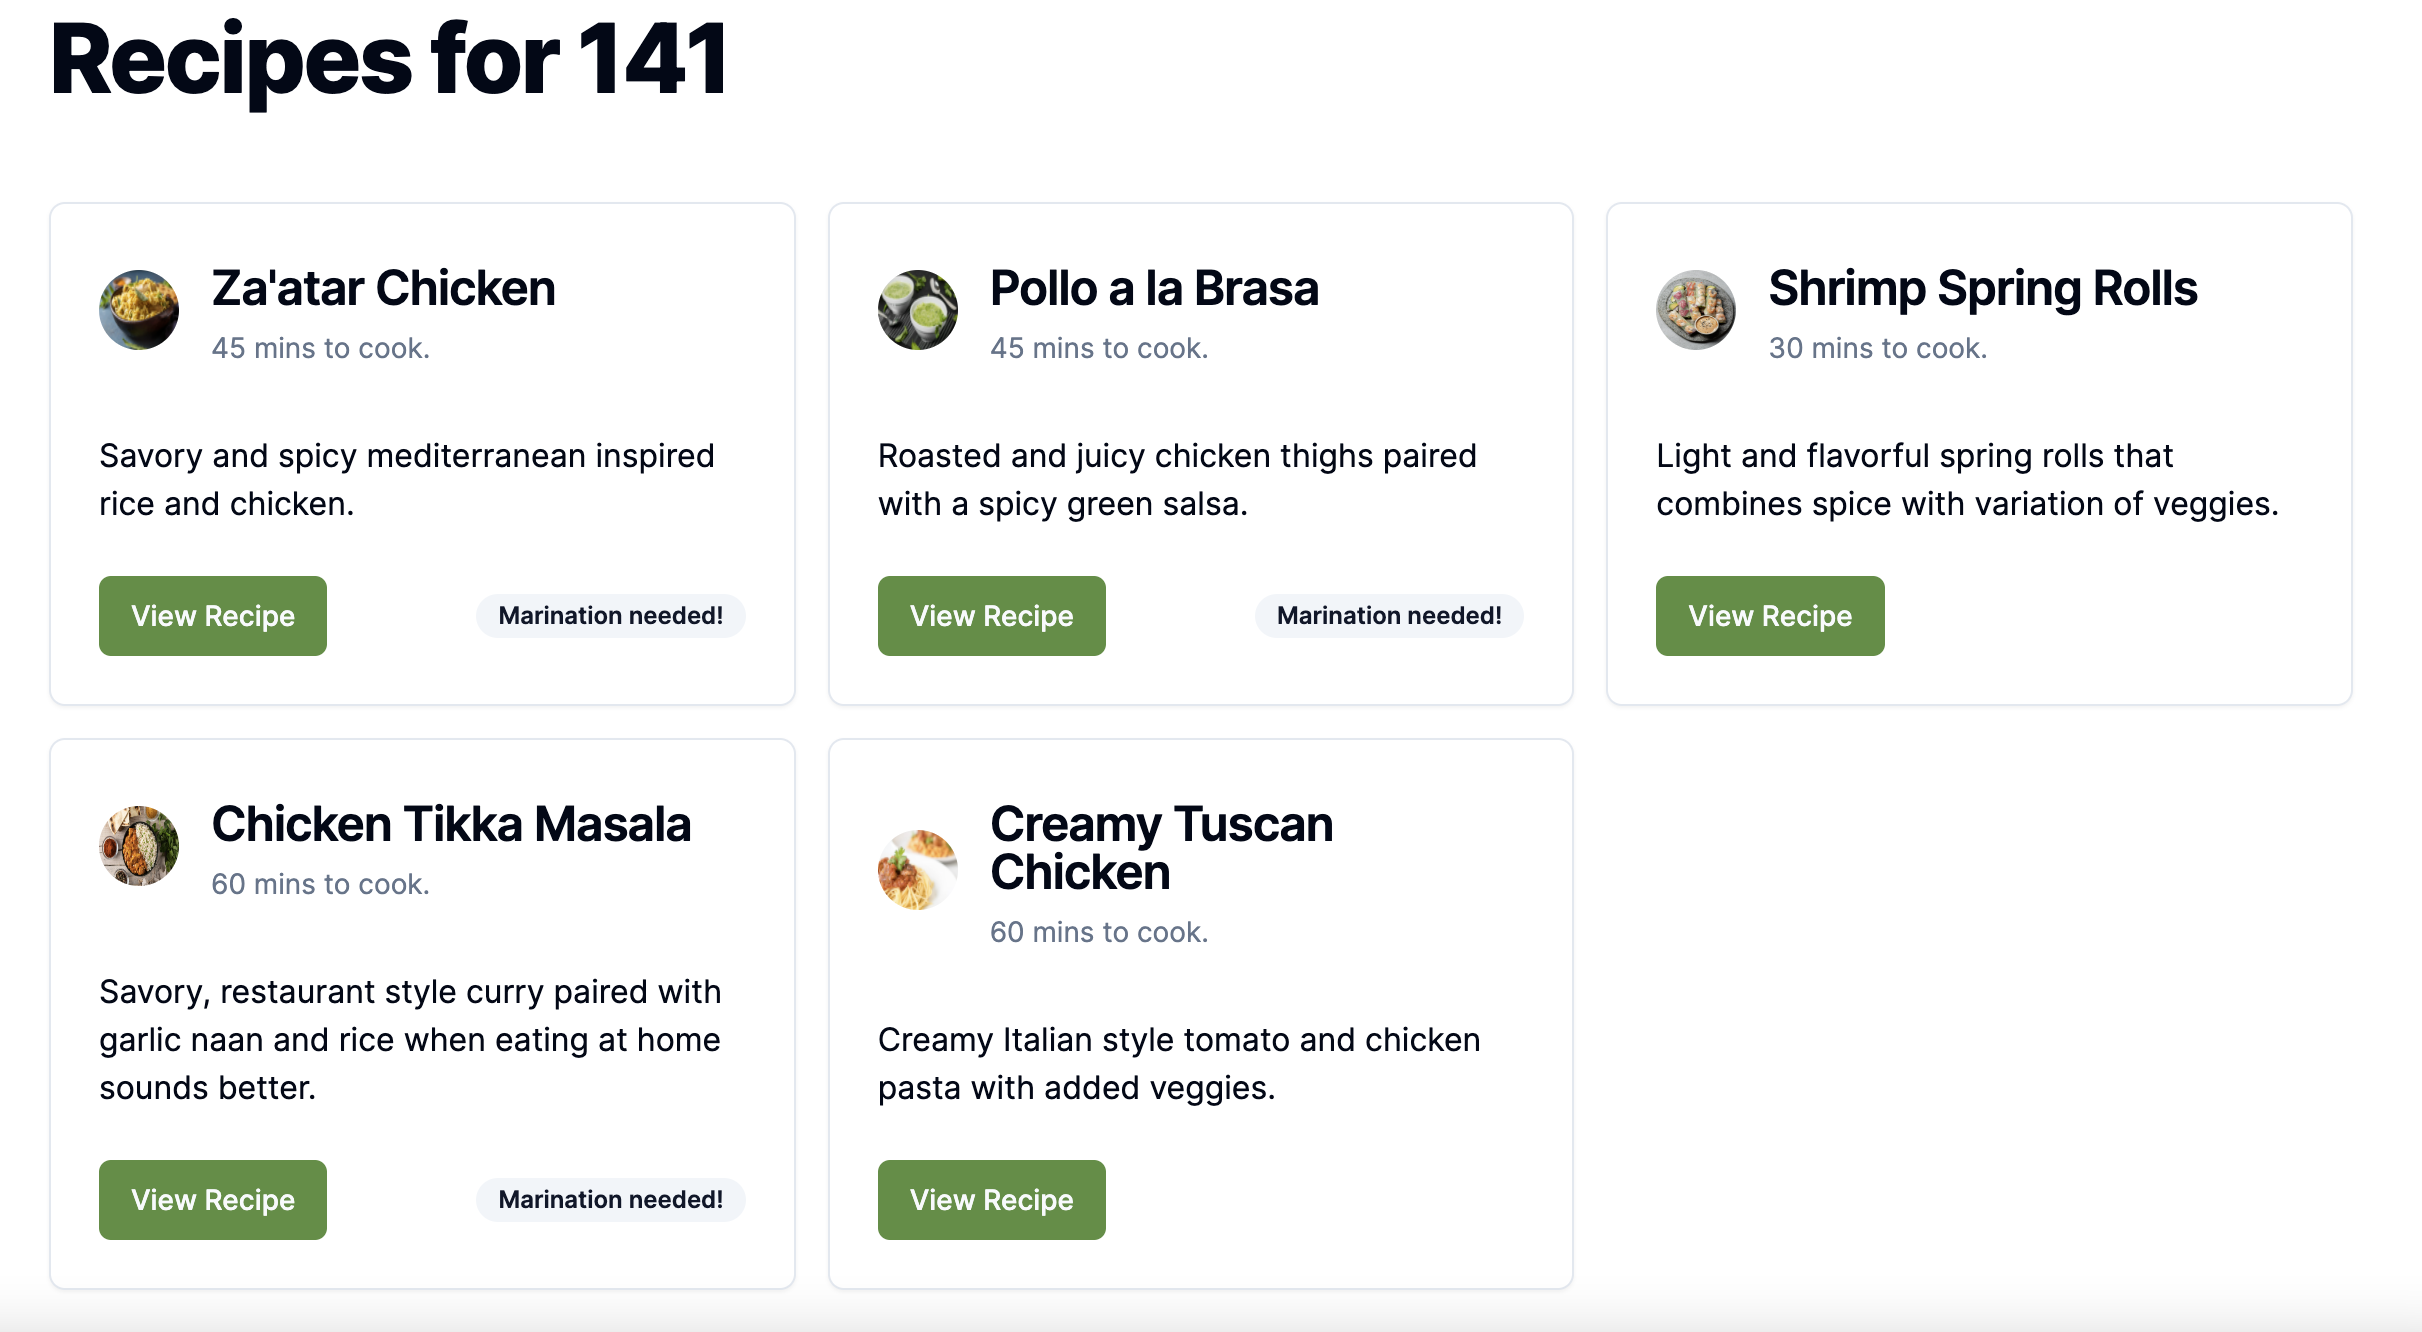 Recipes for 141
Za'atar Chicken
45 mins to cook.
Savory and spicy mediterranean inspired
rice and chicken.
View Recipe
Marination needed!
Pollo a la Brasa
45 mins to cook.
Roasted and juicy chicken thighs paired
with a spicy green salsa.
View Recipe
Marination needed!
Shrimp Spring Rolls
30 mins to cook.
Light and flavorful spring rolls that
combines spice with variation of veggies.
View Recipe
Chicken Tikka Masala
60 mins to cook.
Savory, restaurant style curry paired with
garlic naan and rice when eating at home
sounds better.
View Recipe
Marination needed!
Creamy Tuscan
Chicken
60 mins to cook.
Creamy Italian style tomato and chicken
pasta with added veggies.
View Recipe